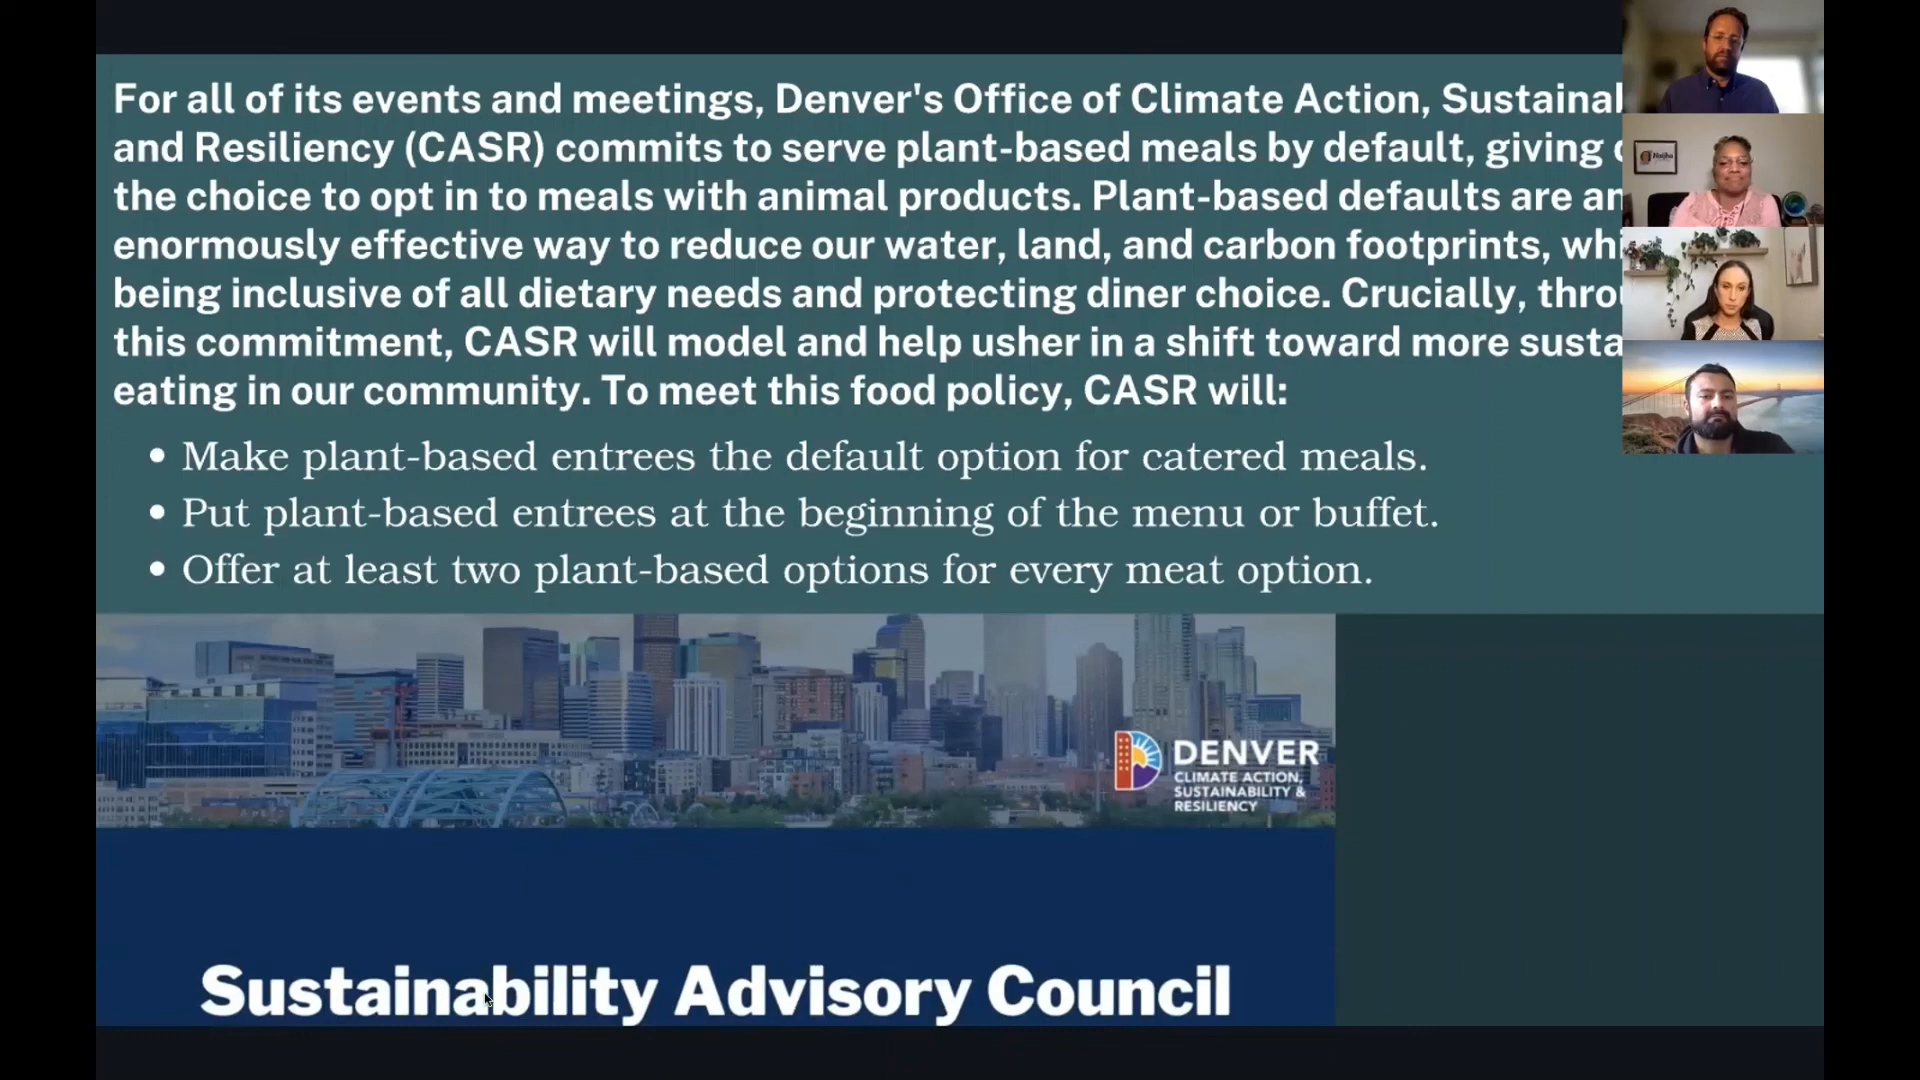 For all of its events and meetings, Denver's Office of Climate Action,
and Resiliency (CASR) commits to serve plant-based meals by default, giving
the choice to opt in to meals with animal products. Plant-based defaults are an
enormously effective way to reduce our water, land, and carbon footprints,
being inclusive of all dietary needs and protecting diner choice. Crucially,
this commitment, CASR will model and help usher in a shift toward more
eating in our community. To meet this food policy, CASR will:
• Make plant-based entrees the default option for catered meals.
• Put plant-based entrees at the beginning of the menu or buffet.
• Offer at least two plant-based options for every meat option.
DENVER
CLIMATE ACTION,
SUSTAINABILITY &
RESILIENCY
Sustainability Advisory Council